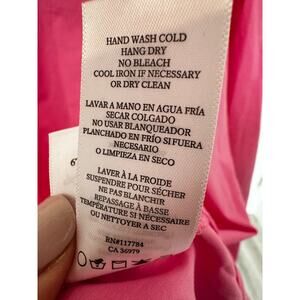 HAND WASH COLD
HANG DRY
NO BLEACH
COOL IRON IF NECESSARY
OR DRY CLEAN
LAVAR A MANO EN AGUA FRÍA
SECAR COLGADO
NO USAR BLANQUEADOR
PLANCHADO EN FRÍO SI FUERA
NECESARIO
O LIMPIEZA EN SECO
LAVER À LA FROIDE
SUSPENDRE POUR SÉCHER
NE PAS BLANCHIR
REPASSAGE À BASSE
TEMPÉRATURE SI NÉCESSAIRE
OU NETTOYER A SEC
RN#117784
CA 36979